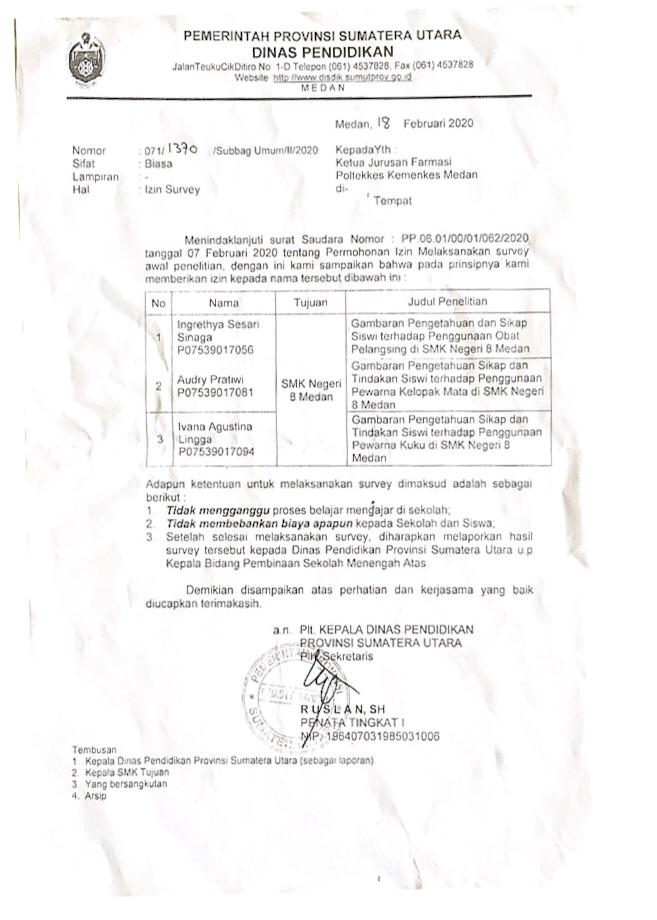 PEMERINTAH PROVINSI SUMATERA UTARA
DINAS PENDIDIKAN
JalanTeukuCikDitiro No. 1-D Telepon (061) 4537828, Fax (061) 4537828
Website http://www.disdik.sumutprov.go.id
MEDAN
Medan, 18 Februari 2020
Nomor : 071/ 1370 /Subbag Umum/II/2020
Sifat : Biasa
Lampiran : -
Hal : Izin Survey
KepadaYth :
Ketua Jurusan Farmasi
Poltekkes Kemenkes Medan
di-
Tempat
Menindaklanjuti surat Saudara Nomor : PP.06.01/00/01/062/2020
tanggal 07 Februari 2020 tentang Permohonan Izin Melaksanakan survey
awal penelitian, dengan ini kami sampaikan bahwa pada prinsipnya kami
memberikan izin kepada nama tersebut dibawah ini :
No Nama Tujuan Judul Penelitian
1 Ingrethya Sesari
Sinaga
P07539017056
Gambaran Pengetahuan dan Sikap
Siswi terhadap Penggunaan Obat
Pelangsing di SMK Negeri 8 Medan
2 Audry Pratiwi
P07539017081
SMK Negeri
8 Medan
Gambaran Pengetahuan Sikap dan
Tindakan Siswi terhadap Penggunaan
Pewarna Kelopak Mata di SMK Negeri
8 Medan
3 Ivana Agustina
Lingga
P07539017094
Gambaran Pengetahuan Sikap dan
Tindakan Siswi terhadap Penggunaan
Pewarna Kuku di SMK Negeri 8
Medan
Adapun ketentuan untuk melaksanakan survey dimaksud adalah sebagai
berikut :
1. Tidak mengganggu proses belajar mengajar di sekolah;
2. Tidak membebankan biaya apapun kepada Sekolah dan Siswa;
3. Setelah selesai melaksanakan survey, diharapkan melaporkan hasil
survey tersebut kepada Dinas Pendidikan Provinsi Sumatera Utara u.p
Kepala Bidang Pembinaan Sekolah Menengah Atas
Demikian disampaikan atas perhatian dan kerjasama yang baik
diucapkan terimakasih.
a.n. Plt. KEPALA DINAS PENDIDIKAN
PROVINSI SUMATERA UTARA
Plh Sekretaris
RUSLAN, SH
PENATA TINGKAT I
NIP. 196407031985031006
Tembusan
1 Kepala Dinas Pendidikan Provinsi Sumatera Utara (sebagai laporan)
2 Kepala SMK Tujuan
3 Yang bersangkutan
4. Arsip